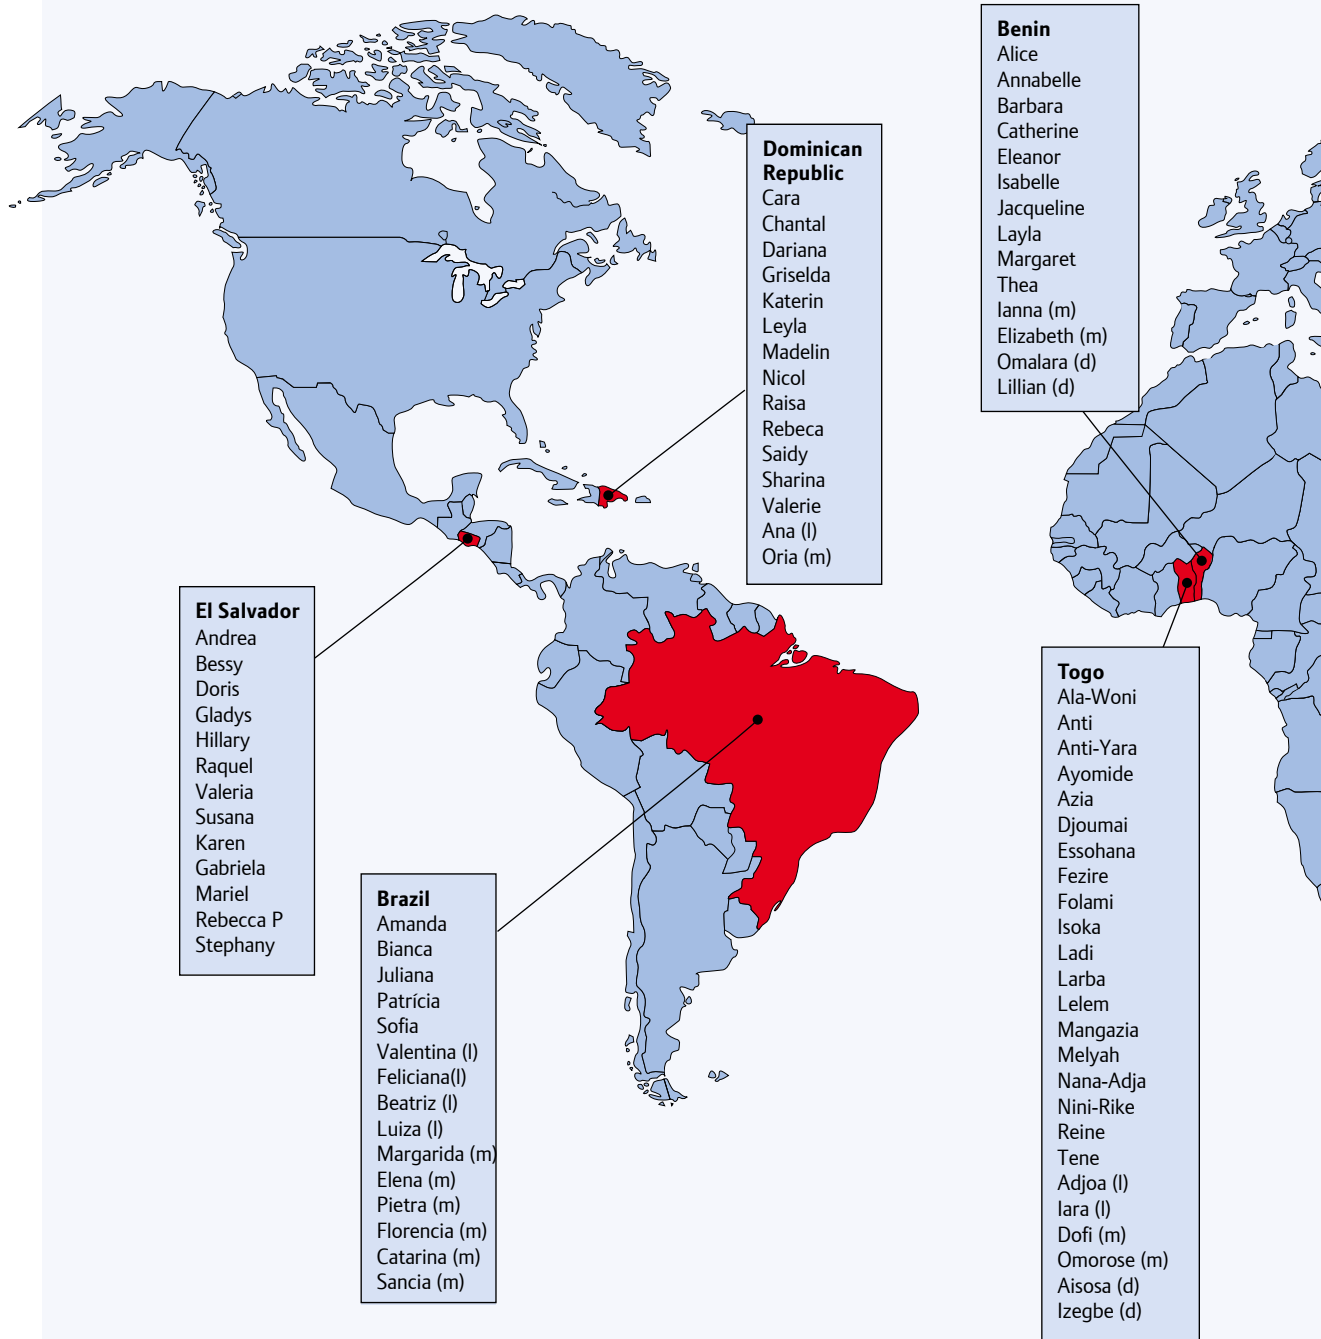 Benin
Alice
Annabelle
Barbara
Catherine
Eleanor
Isabelle
Jacqueline
Layla
Margaret
Thea
Ianna (m)
Elizabeth (m)
Omalara (d)
Lillian (d)
Dominican
Republic
Cara
Chantal
Dariana
Griselda
Katerin
Leyla
Madelin
Nicol
Raisa
Rebeca
Saidy
Sharina
Valerie
Ana (l)
Oria (m)
El Salvador
Andrea
Bessy
Doris
Gladys
Hillary
Raquel
Valeria
Susana
Karen
Gabriela
Mariel
Rebecca P
Stephany
Brazil
Amanda
Bianca
Juliana
Patrícia
Sofia
Valentina (l)
Feliciana(l)
Beatriz (l)
Luiza (l)
Margarida (m)
Elena (m)
Pietra (m)
Florencia (m)
Catarina (m)
Sancia (m)
Togo
Ala-Woni
Anti
Anti-Yara
Ayomide
Azia
Djoumai
Essohana
Fezire
Folami
Isoka
Ladi
Larba
Lelem
Mangazia
Melyah
Nana-Adja
Nini-Rike
Reine
Tene
Adjoa (l)
Iara (l)
Dofi (m)
Omorose (m)
Aisosa (d)
Izegbe (d)